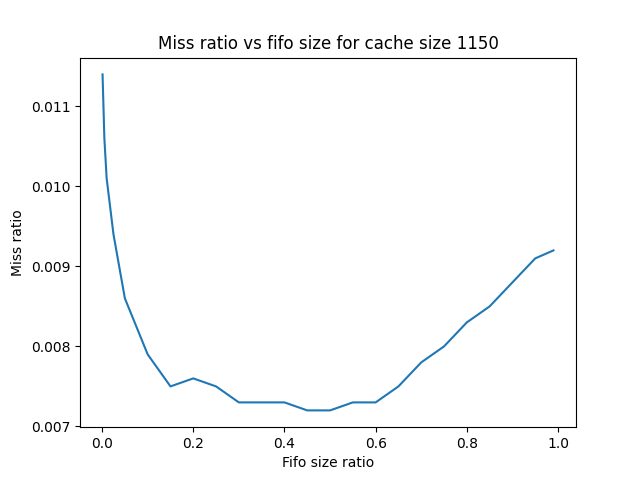 Miss ratio vs fifo size for cache size 1150
0.011
0.010
0.009
0.008
0.007
Miss ratio
0.0 0.2 0.4 0.6 0.8 1.0
Fifo size ratio